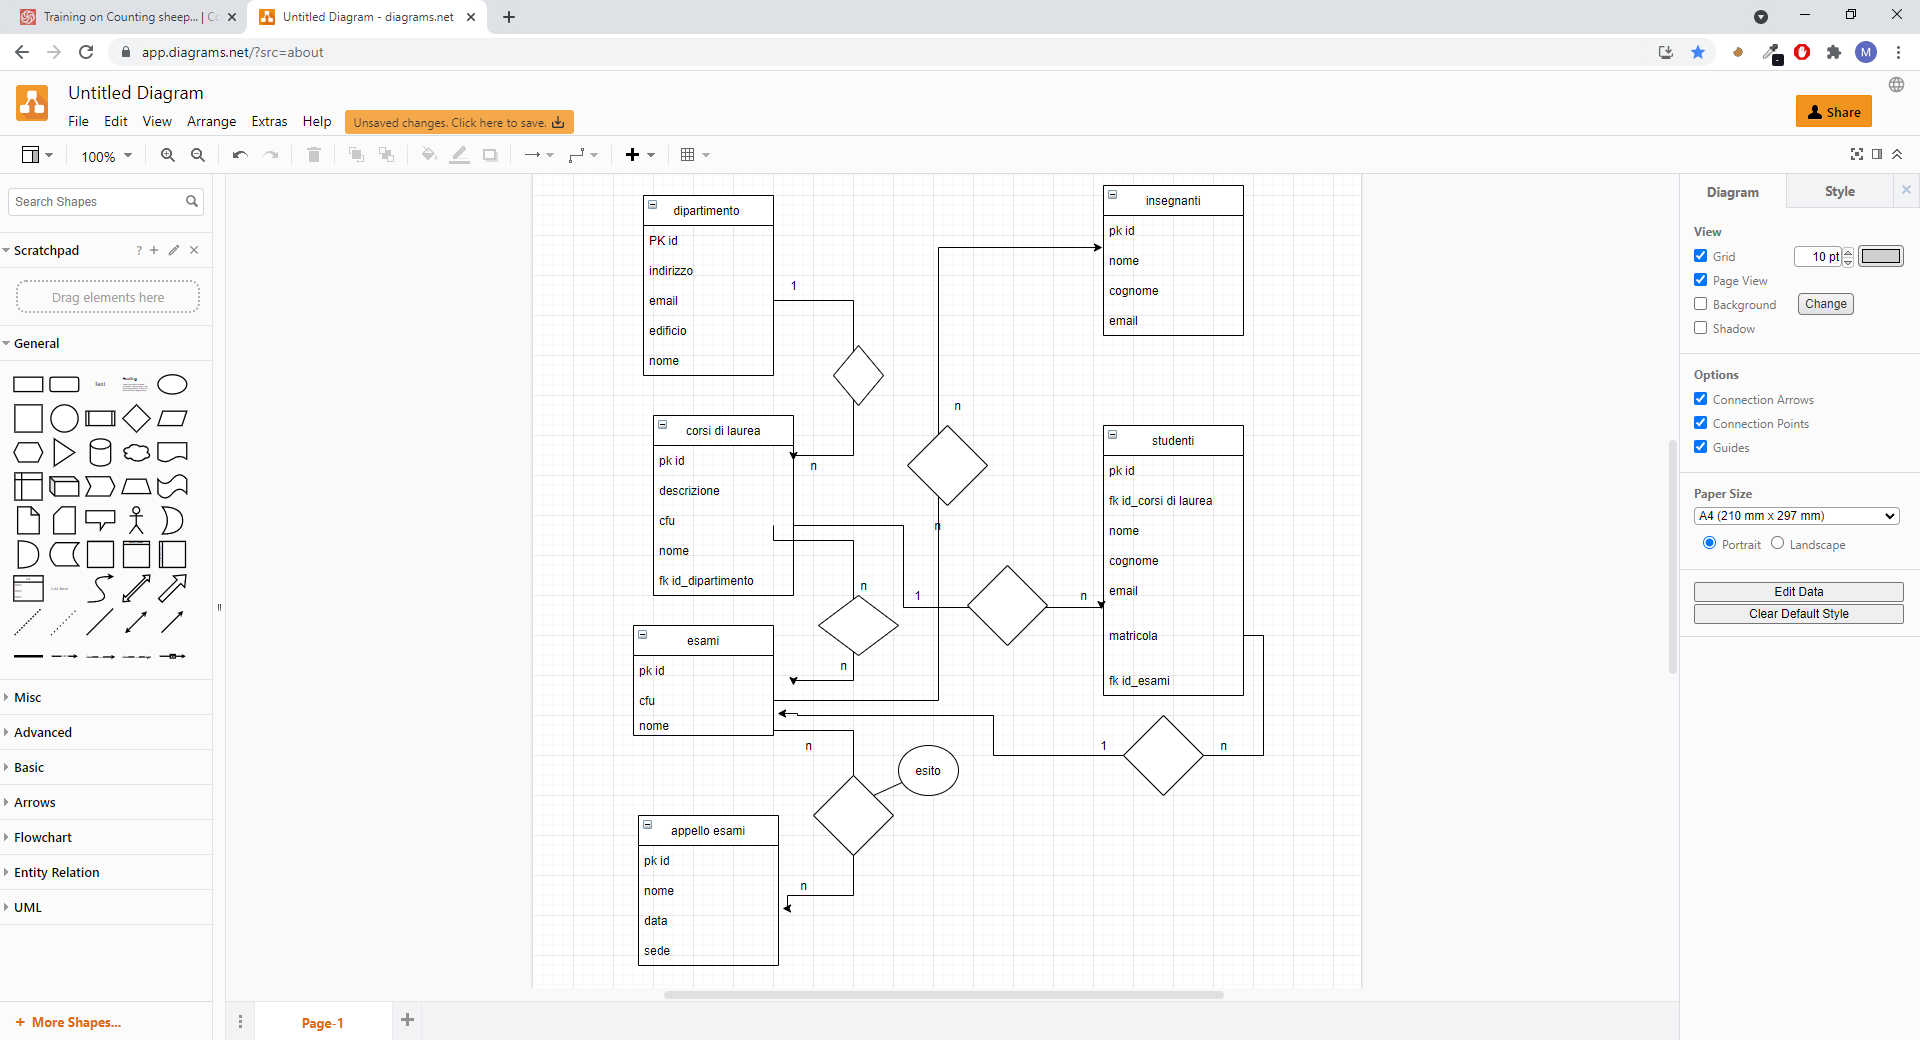 Training on Counting sheep... | Co
Untitled Diagram - diagrams.net
app.diagrams.net/?src=about
M
Untitled Diagram
File Edit View Arrange Extras Help
Unsaved changes. Click here to save.
Share
100%
Search Shapes
Scratchpad
?
Drag elements here
General
Text
Heading
Misc
Advanced
Basic
Arrows
Flowchart
Entity Relation
UML
+ More Shapes...
dipartimento
PK id
indirizzo
email
edificio
nome
1
n
corsi di laurea
pk id
descrizione
cfu
nome
fk id_dipartimento
n
n
esami
pk id
cfu
nome
n
esito
appello esami
pk id
nome
data
sede
n
insegnanti
pk id
nome
cognome
email
n
n
studenti
pk id
fk id_corsi di laurea
nome
cognome
email
matricola
fk id_esami
1
n
1
n
Page-1
Diagram
Style
View
Grid
10 pt
Page View
Background
Change
Shadow
Options
Connection Arrows
Connection Points
Guides
Paper Size
A4 (210 mm x 297 mm)
Portrait
Landscape
Edit Data
Clear Default Style